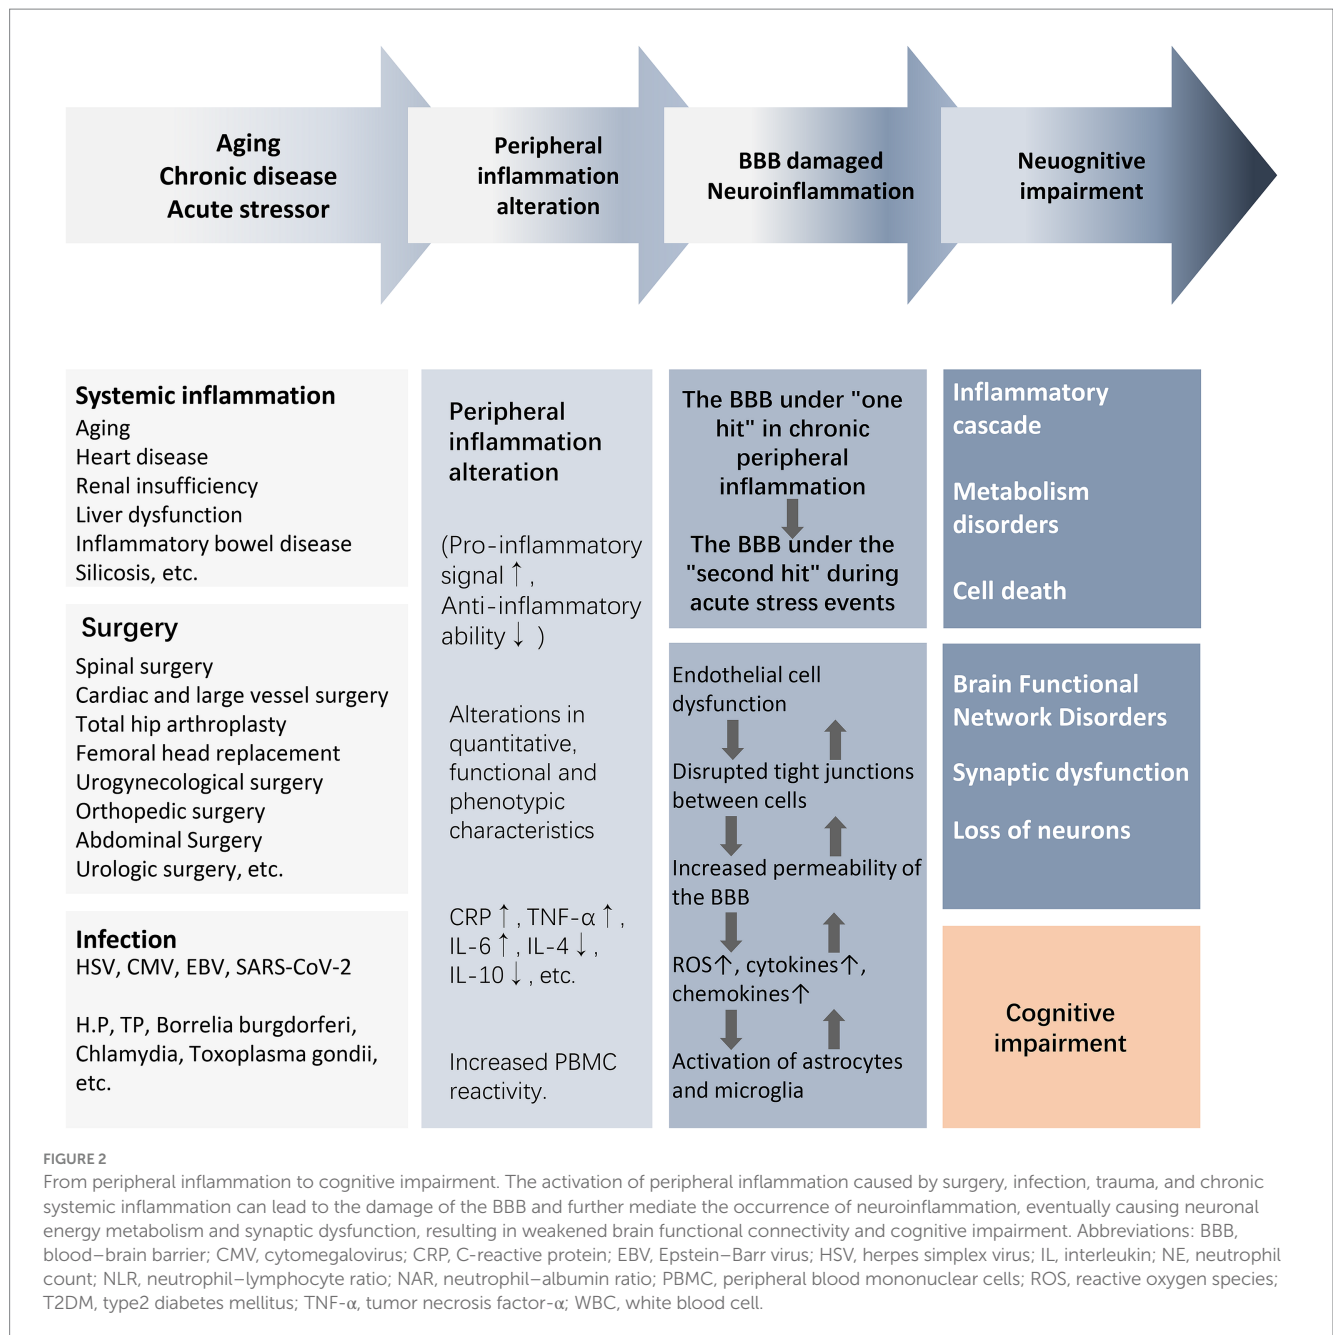 Aging
Chronic disease
Acute stressor
Peripheral
inflammation
alteration
BBB damaged
Neuroinflammation
Neuognitive
impairment
Systemic inflammation
Aging
Heart disease
Renal insufficiency
Liver dysfunction
Inflammatory bowel disease
Silicosis, etc.
Surgery
Spinal surgery
Cardiac and large vessel surgery
Total hip arthroplasty
Femoral head replacement
Urogynecological surgery
Orthopedic surgery
Abdominal Surgery
Urologic surgery, etc.
Infection
HSV, CMV, EBV, SARS-CoV-2
H.P, TP, Borrelia burgdorferi,
Chlamydia, Toxoplasma gondii,
etc.
Peripheral
inflammation
alteration
(Pro-inflammatory
signal↑,
Anti-inflammatory
ability↓ )
Alterations in
quantitative,
functional and
phenotypic
characteristics
CRP↑, TNF-α↑,
IL-6↑, IL-4↓,
IL-10↓, etc.
Increased PBMC
reactivity.
The BBB under "one
hit" in chronic
peripheral
inflammation
The BBB under the
"second hit" during
acute stress events
Endothelial cell
dysfunction
Disrupted tight junctions
between cells
Increased permeability of
the BBB
ROS↑, cytokines↑,
chemokines↑
Activation of astrocytes
and microglia
Inflammatory
cascade
Metabolism
disorders
Cell death
Brain Functional
Network Disorders
Synaptic dysfunction
Loss of neurons
Cognitive
impairment
FIGURE 2
From peripheral inflammation to cognitive impairment. The activation of peripheral inflammation caused by surgery, infection, trauma, and chronic
systemic inflammation can lead to the damage of the BBB and further mediate the occurrence of neuroinflammation, eventually causing neuronal
energy metabolism and synaptic dysfunction, resulting in weakened brain functional connectivity and cognitive impairment. Abbreviations: BBB,
blood–brain barrier; CMV, cytomegalovirus; CRP, C-reactive protein; EBV, Epstein–Barr virus; HSV, herpes simplex virus; IL, interleukin; NE, neutrophil
count; NLR, neutrophil–lymphocyte ratio; NAR, neutrophil–albumin ratio; PBMC, peripheral blood mononuclear cells; ROS, reactive oxygen species;
T2DM, type2 diabetes mellitus; TNF-α, tumor necrosis factor-α; WBC, white blood cell.